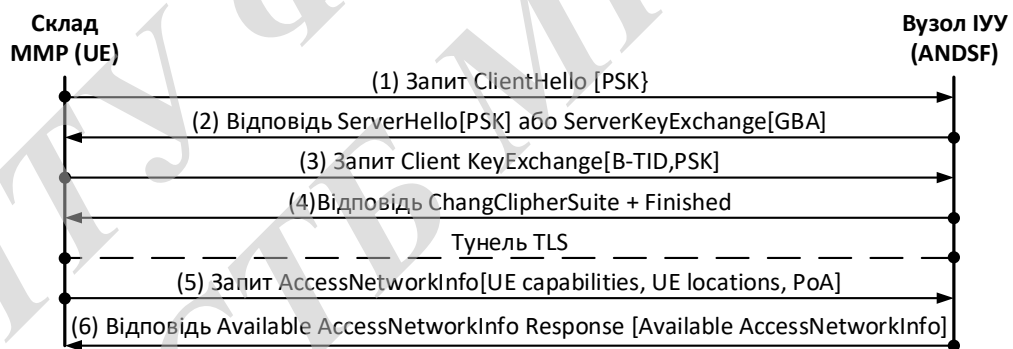 Склад
ММР (UE)
Вузол ІУУ
(ANDSF)
(1) Запит ClientHello [PSK}
(2) Відповідь ServerHello[PSK] або ServerKeyExchange[GBA]
(3) Запит Client KeyExchange[B-TID,PSK]
(4)Відповідь ChangClipherSuite + Finished
Тунель TLS
(5) Запит AccessNetworkInfo[UE capabilities, UE locations, PoA]
(6) Відповідь Available AccessNetworkInfo Response [Available AccessNetworkInfo]